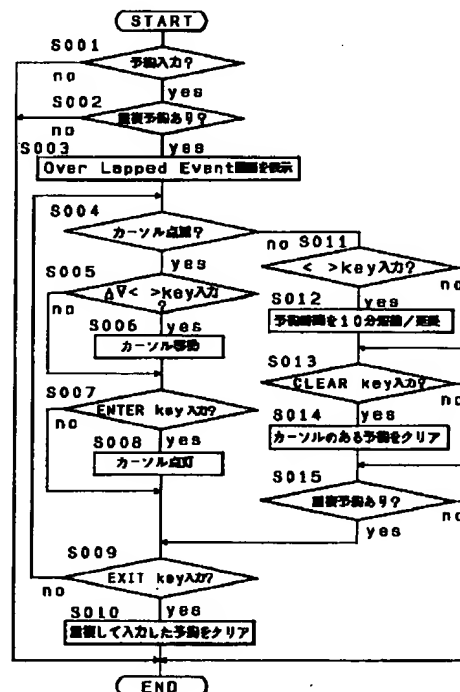 START
S001
予約入力?
no
yes
S002
重複予約あり?
no
yes
S003
Over Lapped Event画面を表示
S004
カーソル点滅?
no
S011
yes
< >key入力?
S005
△▽< >key入力
?
no
yes
S012
yes
予約時間を10分短縮/延長
S006
カーソル移動
S013
CLEAR key入力?
no
S007
ENTER key入力?
no
yes
S014
yes
カーソルのある予約をクリア
S008
カーソル点灯
S015
重複予約あり?
no
yes
S009
EXIT key入力?
no
yes
S010
重複して入力した予約をクリア
END